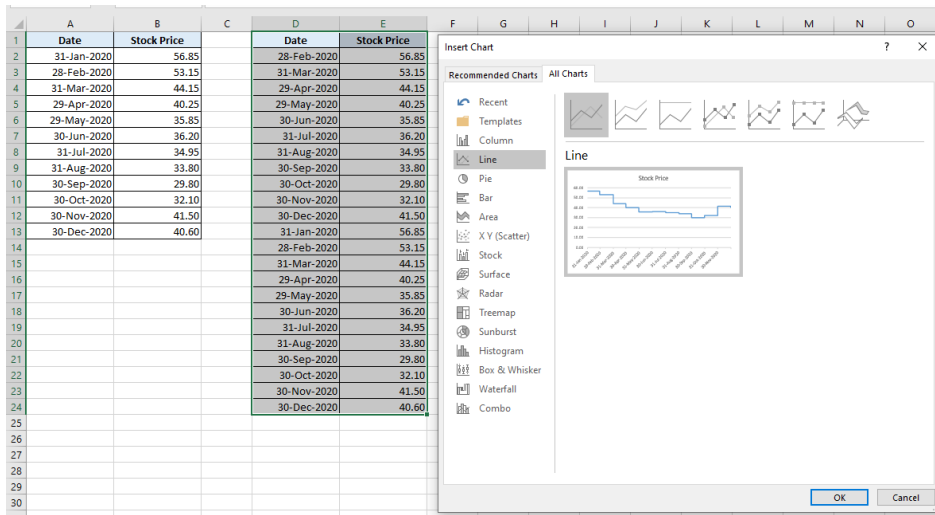 A B C D E F G H I J K L M N O
1 Date Stock Price Date Stock Price
2 31-Jan-2020 56.85 28-Feb-2020 56.85
3 28-Feb-2020 53.15 31-Mar-2020 53.15
4 31-Mar-2020 44.15 29-Apr-2020 44.15
5 29-Apr-2020 40.25 29-May-2020 40.25
6 29-May-2020 35.85 30-Jun-2020 35.85
7 30-Jun-2020 36.20 31-Jul-2020 36.20
8 31-Jul-2020 34.95 31-Aug-2020 34.95
9 31-Aug-2020 33.80 30-Sep-2020 33.80
10 30-Sep-2020 29.80 30-Oct-2020 29.80
11 30-Oct-2020 32.10 30-Nov-2020 32.10
12 30-Nov-2020 41.50 30-Dec-2020 41.50
13 30-Dec-2020 40.60 31-Jan-2020 56.85
14 28-Feb-2020 53.15
15 31-Mar-2020 44.15
16 29-Apr-2020 40.25
17 29-May-2020 35.85
18 30-Jun-2020 36.20
19 31-Jul-2020 34.95
20 31-Aug-2020 33.80
21 30-Sep-2020 29.80
22 30-Oct-2020 32.10
23 30-Nov-2020 41.50
24 30-Dec-2020 40.60
25
26
27
28
29
30
Insert Chart ? ×
Recommended Charts All Charts
Recent
Templates
Column
Line
Pie
Bar
Area
X Y (Scatter)
Stock
Surface
Radar
Treemap
Sunburst
Histogram
Box & Whisker
Waterfall
Combo
Line
Stock Price
OK Cancel